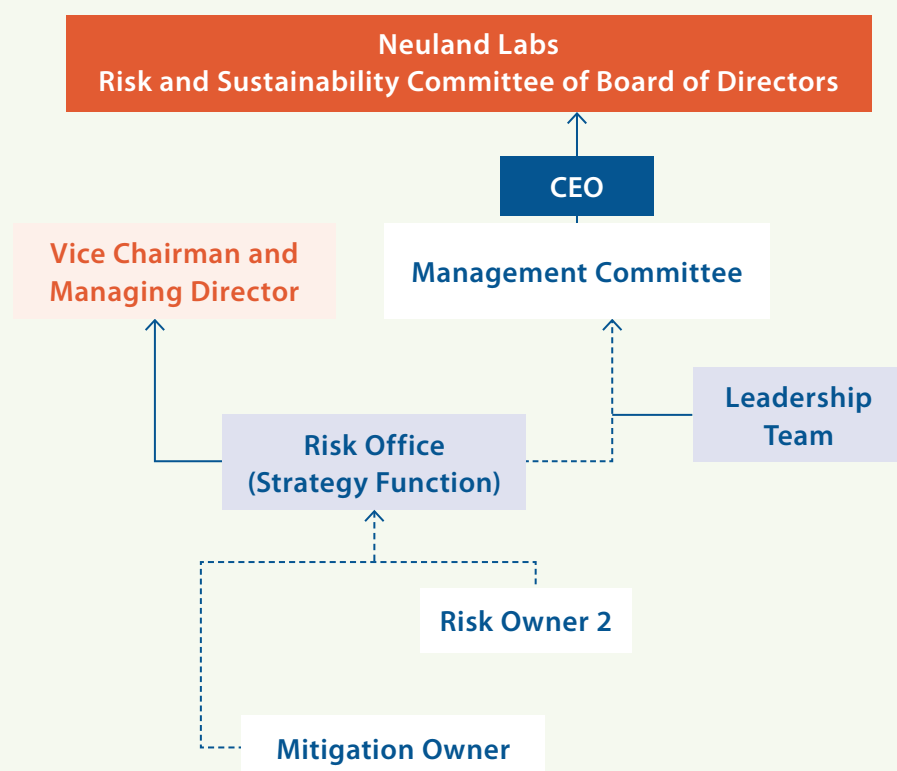 Neuland Labs
Risk and Sustainability Committee of Board of Directors
CEO
Vice Chairman and
Managing Director
Management Committee
Leadership
Team
Risk Office
(Strategy Function)
Risk Owner 2
Mitigation Owner